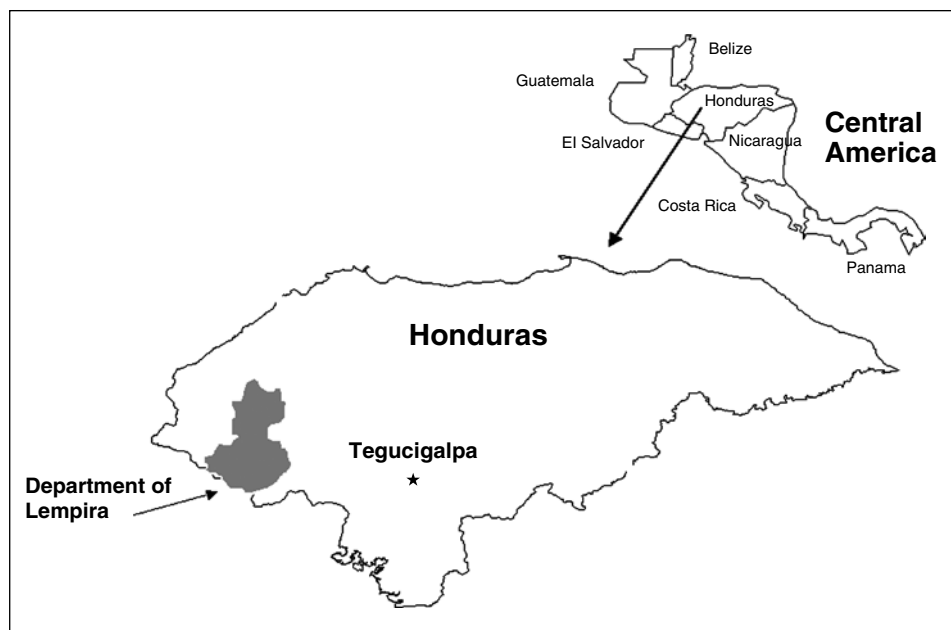 Belize
Guatemala
Honduras
Central
America
El Salvador
Nicaragua
Costa Rica
Panama
Honduras
Tegucigalpa
Department of
Lempira